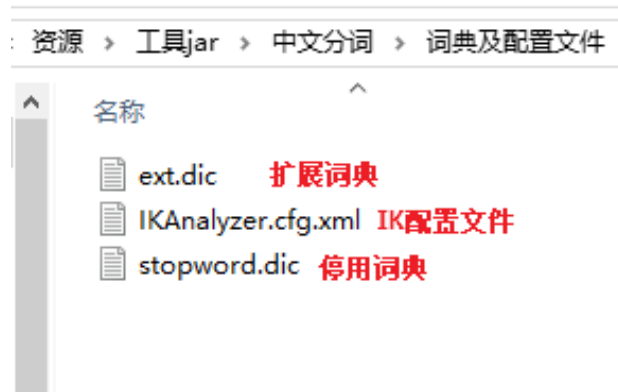 资源 > 工具jar > 中文分词 > 词典及配置文件
名称
ext.dic 扩展词典
IKAnalyzer.cfg.xml IK配置文件
stopword.dic 停用词典